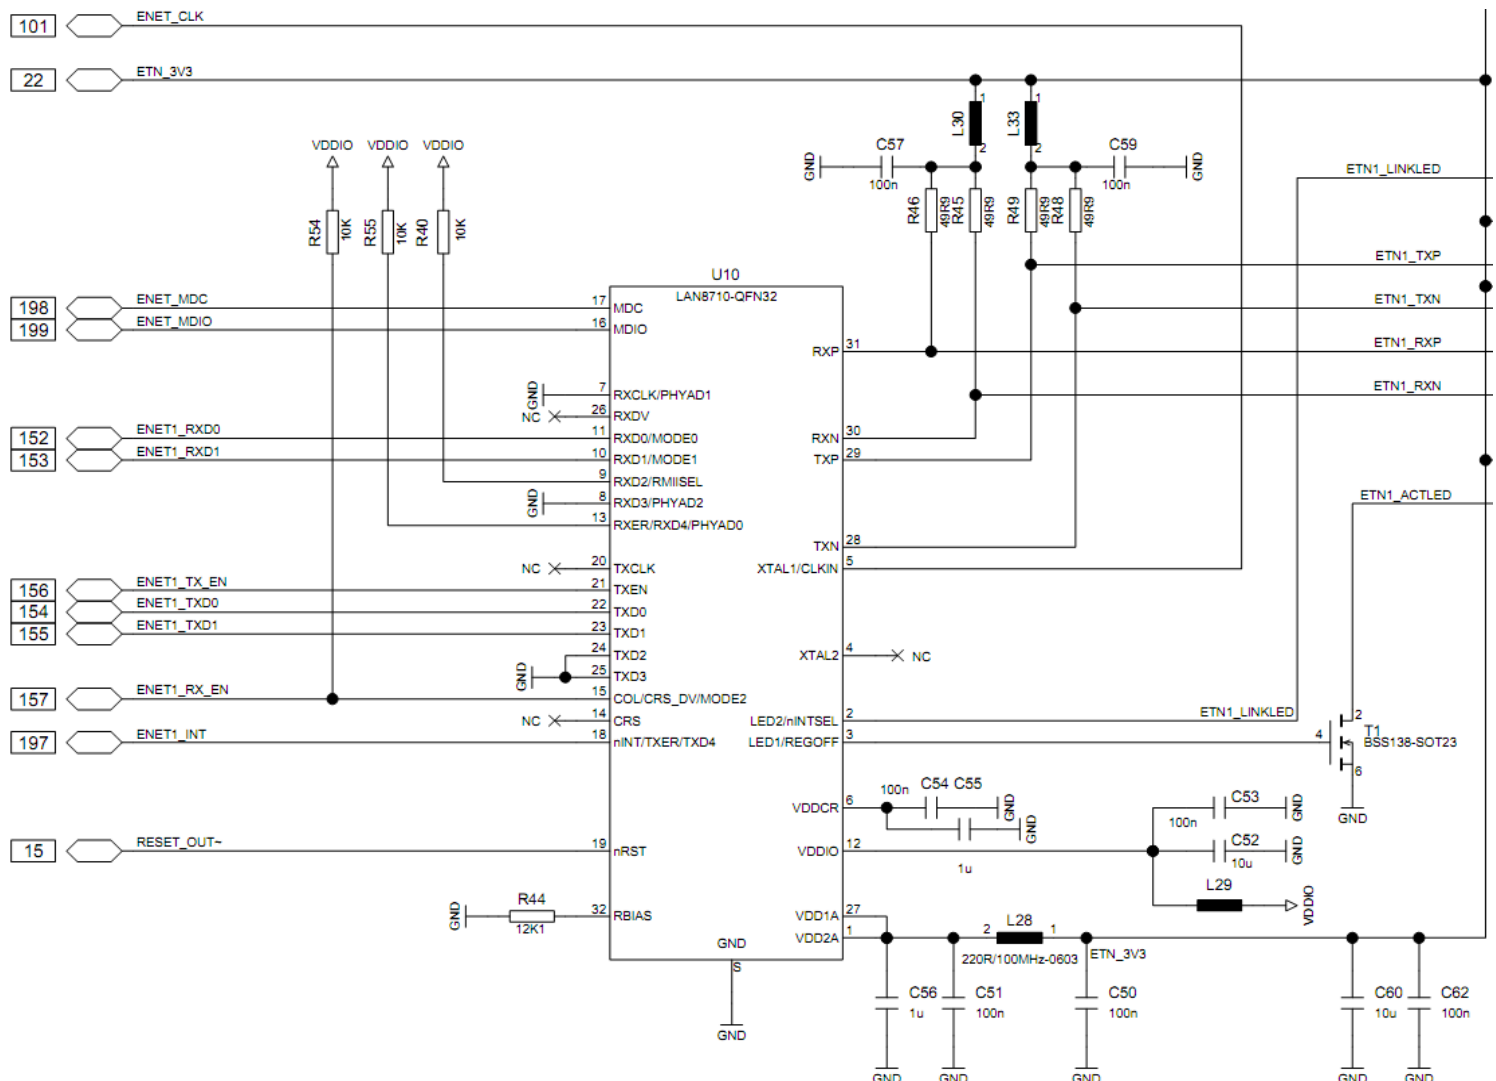 101 ENET_CLK
22 ETN_3V3
VDDIO VDDIO VDDIO
R54 10K
R55 10K
R40 10K
L30 1 2
L33 1 2
GND C57 100n
C59 100n GND
R46 49R9
R45 49R9
R49 49R9
R48 49R9
ETN1_LINKLED
ETN1_TXP
ETN1_TXN
ETN1_RXP
ETN1_RXN
ETN1_ACTLED
U10
LAN8710-QFN32
198 ENET_MDC 17 MDC
199 ENET_MDIO 16 MDIO
RXP 31
GND 7 RXCLK/PHYAD1
NC 26 RXDV
152 ENET1_RXD0 11 RXD0/MODE0
RXN 30
153 ENET1_RXD1 10 RXD1/MODE1
TXP 29
9 RXD2/RMIISEL
GND 8 RXD3/PHYAD2
13 RXER/RXD4/PHYAD0
TXN 28
NC 20 TXCLK
XTAL1/CLKIN 5
156 ENET1_TX_EN 21 TXEN
154 ENET1_TXD0 22 TXD0
155 ENET1_TXD1 23 TXD1
24 TXD2
XTAL2 4 NC
GND 25 TXD3
157 ENET1_RX_EN 15 COL/CRS_DV/MODE2
NC 14 CRS
LED2/nINTSEL 2 ETN1_LINKLED
197 ENET1_INT 18 nINT/TXER/TXD4
LED1/REGOFF 3
4 2 6 T1
BSS138-SOT23
GND
VDDCR 6 100n C54 C55 GND
1u GND
100n C53 GND
15 RESET_OUT~ 19 nRST
VDDIO 12 C52 10u GND
L29 VDDIO
GND R44 12K1 32 RBIAS
VDD1A 27
VDD2A 1
2 L28 1
220R/100MHz-0603 ETN_3V3
GND
S
GND
C56 1u
C51 100n
C50 100n
C60 10u
C62 100n
GND GND GND GND GND